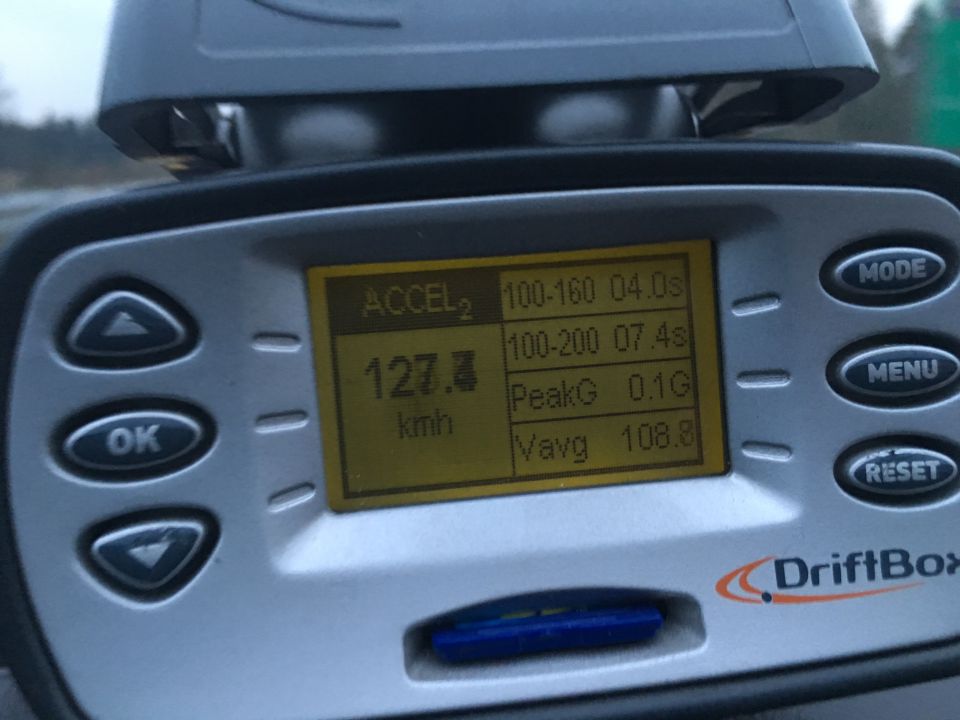 ACCEL2
100-160 04.0s
100-200 07.4s
kmh
PeakG 0.1G
Vavg 108.8
OK
MODE
MENU
RESET
DriftBox